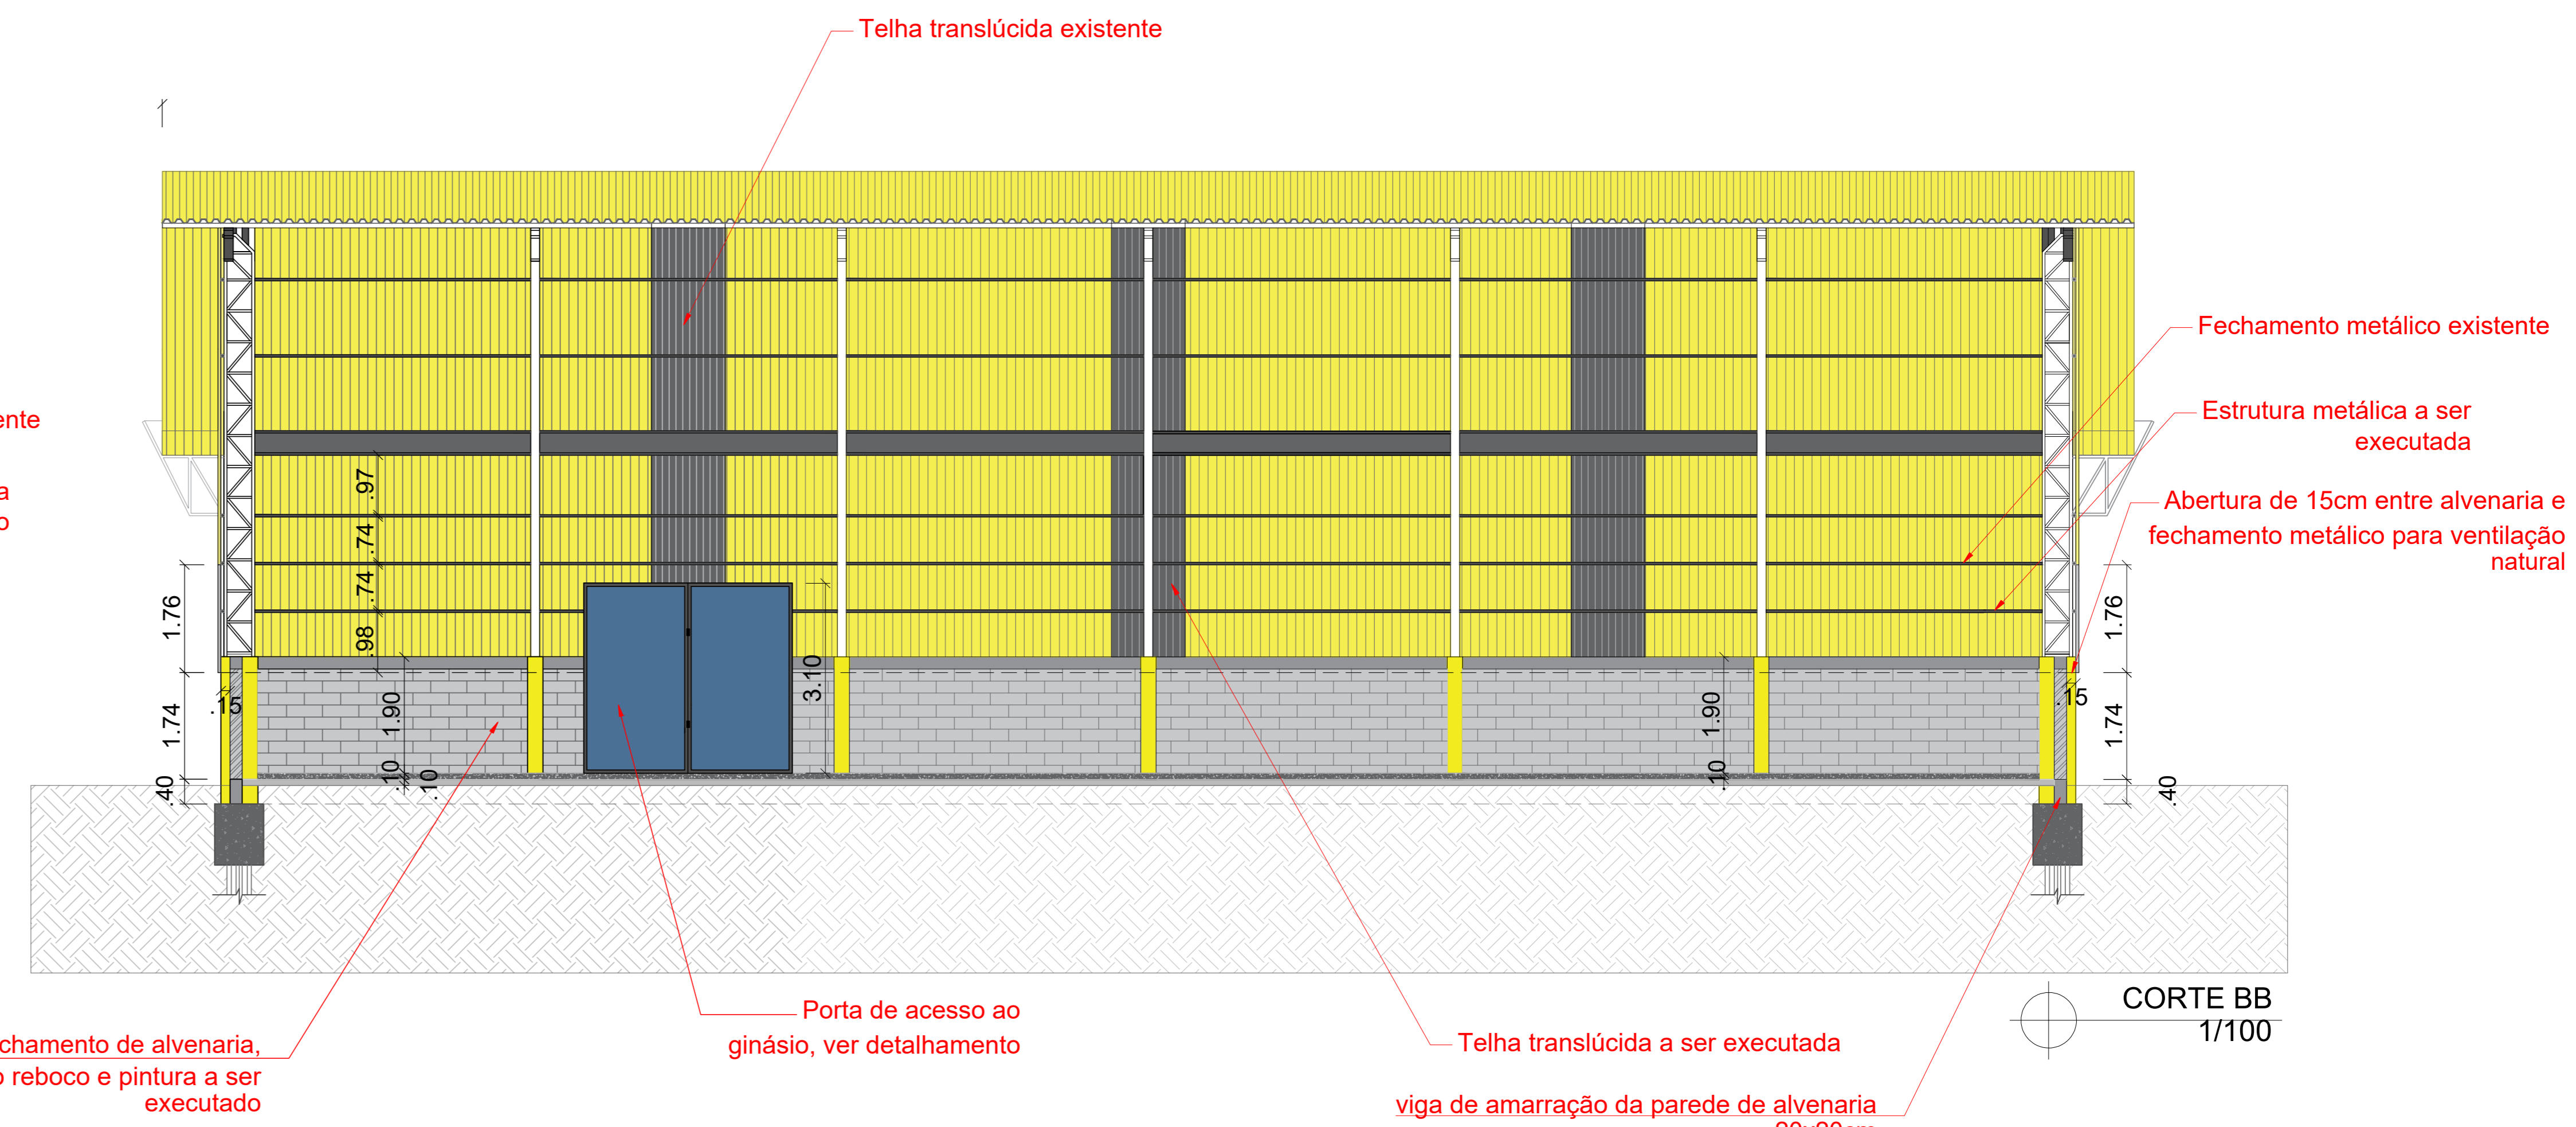 Telha translúcida existente
Fechamento metálico existente
Estrutura metálica a ser
executada
Abertura de 15cm entre alvenaria e
fechamento metálico para ventilação
natural
.97
.74
.74
.98
1.76
1.74
.40
.15
1.90
.10
.10
3.10
1.90
.10
.15
1.76
1.74
.40
CORTE BB
1/100
Porta de acesso ao
ginásio, ver detalhamento
Telha translúcida a ser executada
viga de amarração da parede de alvenaria
de alvenaria,
reboco e pintura a ser
executado